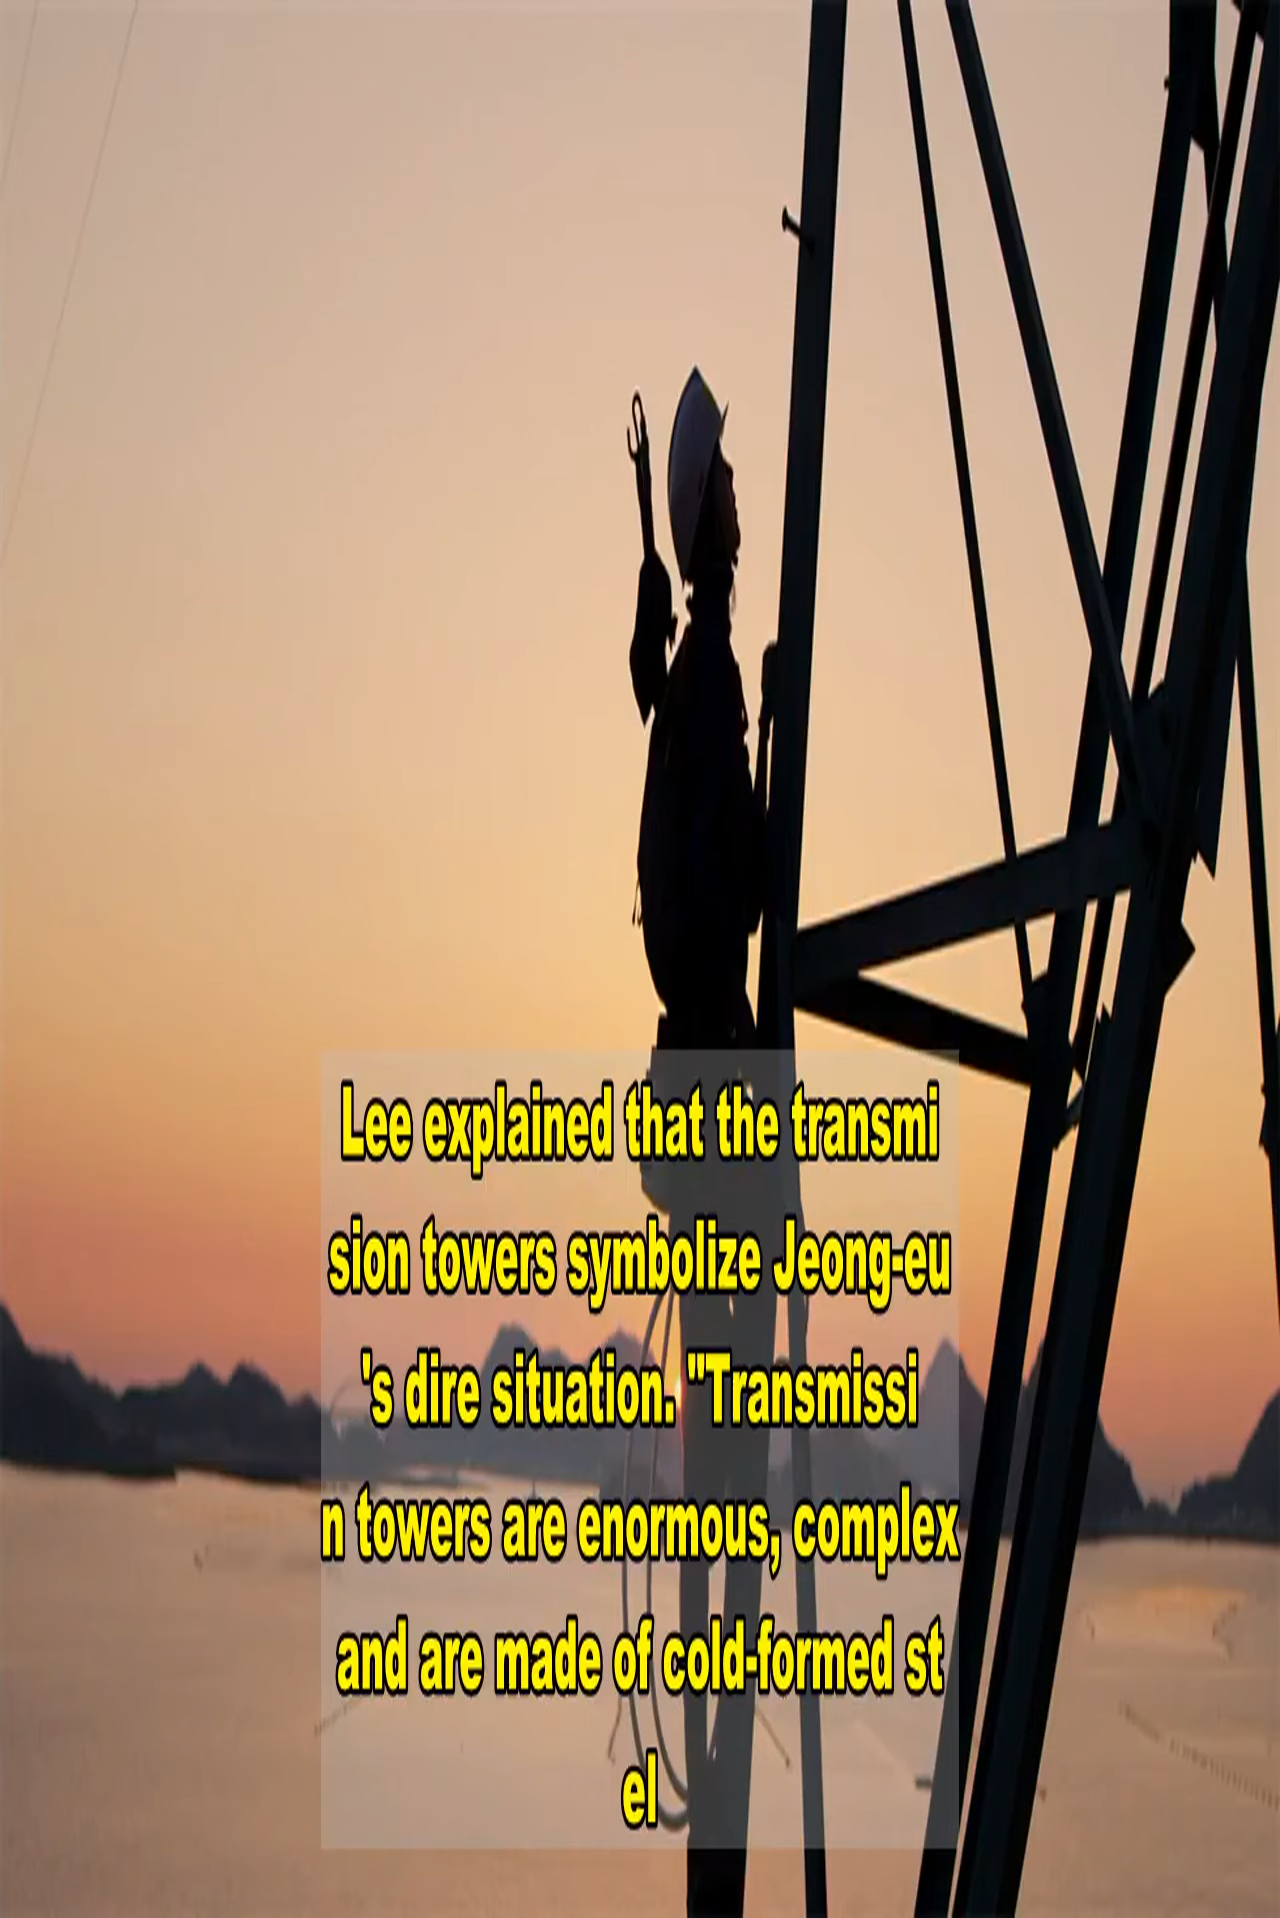 Lee explained that the transmi
sion towers symbolize Jeong-eu
's dire situation. "Transmissi
n towers are enormous, complex
and are made of cold-formed st
el